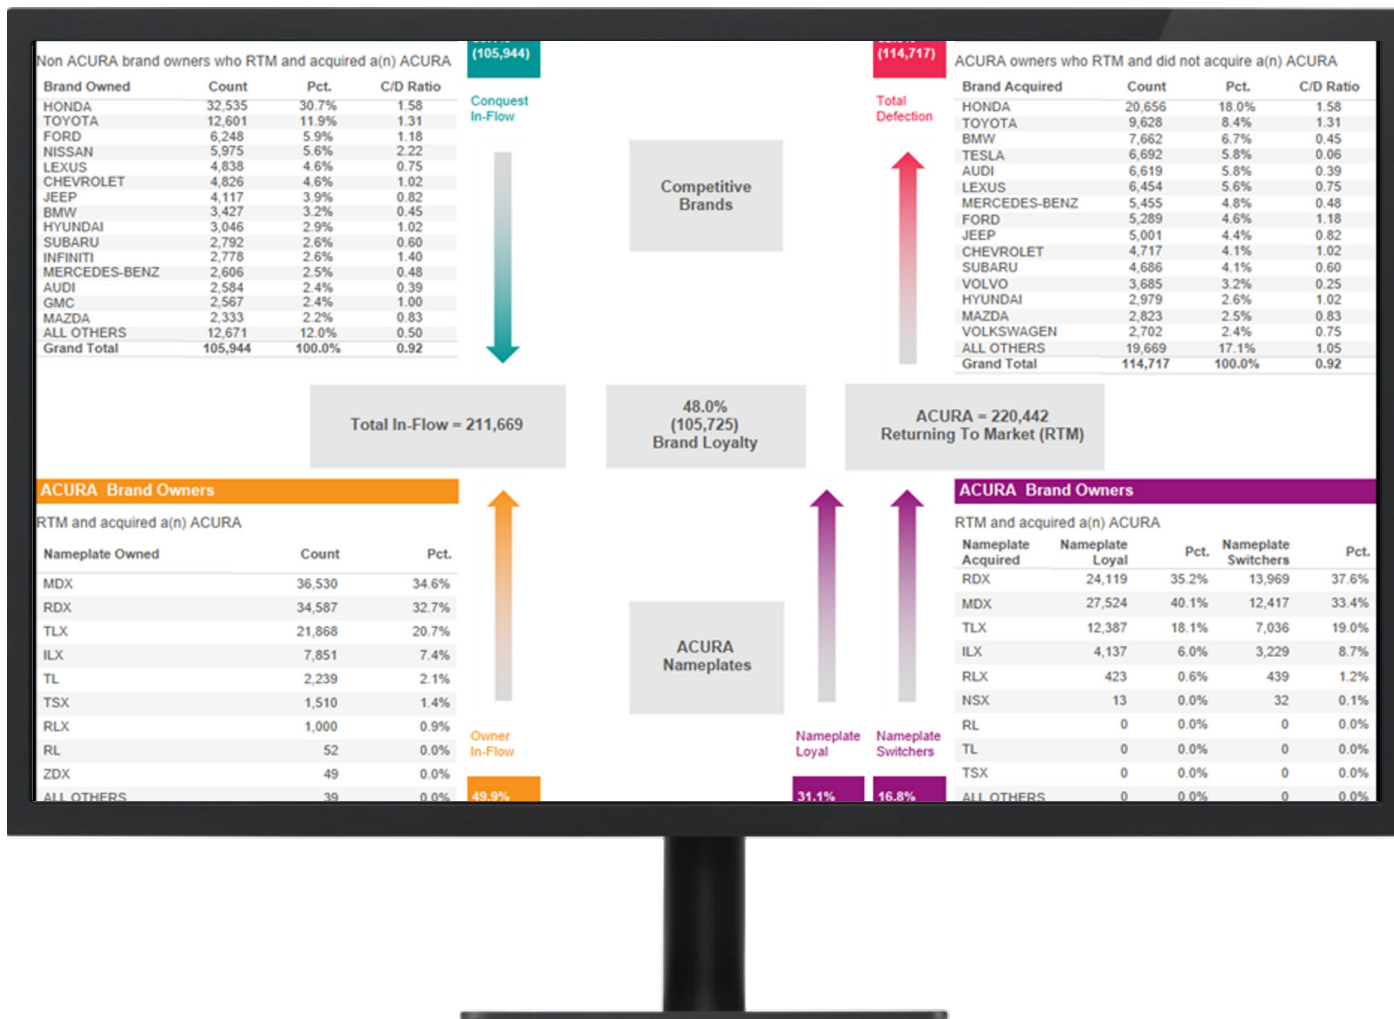 (105,944)
(114,717)
Non ACURA brand owners who RTM and acquired a(n) ACURA
Brand Owned Count Pct. C/D Ratio
HONDA 32,535 30.7% 1.58
TOYOTA 12,601 11.9% 1.31
FORD 6,248 5.9% 1.18
NISSAN 5,975 5.6% 2.22
LEXUS 4,838 4.6% 0.75
CHEVROLET 4,826 4.6% 1.02
JEEP 4,117 3.9% 0.82
BMW 3,427 3.2% 0.45
HYUNDAI 3,046 2.9% 1.02
SUBARU 2,792 2.6% 0.60
INFINITI 2,778 2.6% 1.40
MERCEDES-BENZ 2,606 2.5% 0.48
AUDI 2,584 2.4% 0.39
GMC 2,567 2.4% 1.00
MAZDA 2,333 2.2% 0.83
ALL OTHERS 12,671 12.0% 0.50
Grand Total 105,944 100.0% 0.92
Conquest
In-Flow
Competitive
Brands
Total
Defection
ACURA owners who RTM and did not acquire a(n) ACURA
Brand Acquired Count Pct. C/D Ratio
HONDA 20,656 18.0% 1.58
TOYOTA 9,628 8.4% 1.31
BMW 7,662 6.7% 0.45
TESLA 6,692 5.8% 0.06
AUDI 6,619 5.8% 0.39
LEXUS 6,454 5.6% 0.75
MERCEDES-BENZ 5,455 4.8% 0.48
FORD 5,289 4.6% 1.18
JEEP 5,001 4.4% 0.82
CHEVROLET 4,717 4.1% 1.02
SUBARU 4,686 4.1% 0.60
VOLVO 3,685 3.2% 0.25
HYUNDAI 2,979 2.6% 1.02
MAZDA 2,823 2.5% 0.83
VOLKSWAGEN 2,702 2.4% 0.75
ALL OTHERS 19,669 17.1% 1.05
Grand Total 114,717 100.0% 0.92
Total In-Flow = 211,669
48.0%
(105,725)
Brand Loyalty
ACURA = 220,442
Returning To Market (RTM)
ACURA Brand Owners
RTM and acquired a(n) ACURA
Nameplate Owned Count Pct.
MDX 36,530 34.6%
RDX 34,587 32.7%
TLX 21,868 20.7%
ILX 7,851 7.4%
TL 2,239 2.1%
TSX 1,510 1.4%
RLX 1,000 0.9%
RL 52 0.0%
ZDX 49 0.0%
ALL OTHERS 39 0.0%
Owner
In-Flow
49.9%
ACURA
Nameplates
Nameplate
Loyal
31.1%
Nameplate
Switchers
16.8%
ACURA Brand Owners
RTM and acquired a(n) ACURA
Nameplate Acquired Nameplate Loyal Pct. Nameplate Switchers Pct.
RDX 24,119 35.2% 13,969 37.6%
MDX 27,524 40.1% 12,417 33.4%
TLX 12,387 18.1% 7,036 19.0%
ILX 4,137 6.0% 3,229 8.7%
RLX 423 0.6% 439 1.2%
NSX 13 0.0% 32 0.1%
RL 0 0.0% 0 0.0%
TL 0 0.0% 0 0.0%
TSX 0 0.0% 0 0.0%
ALL OTHERS 0 0.0% 0 0.0%